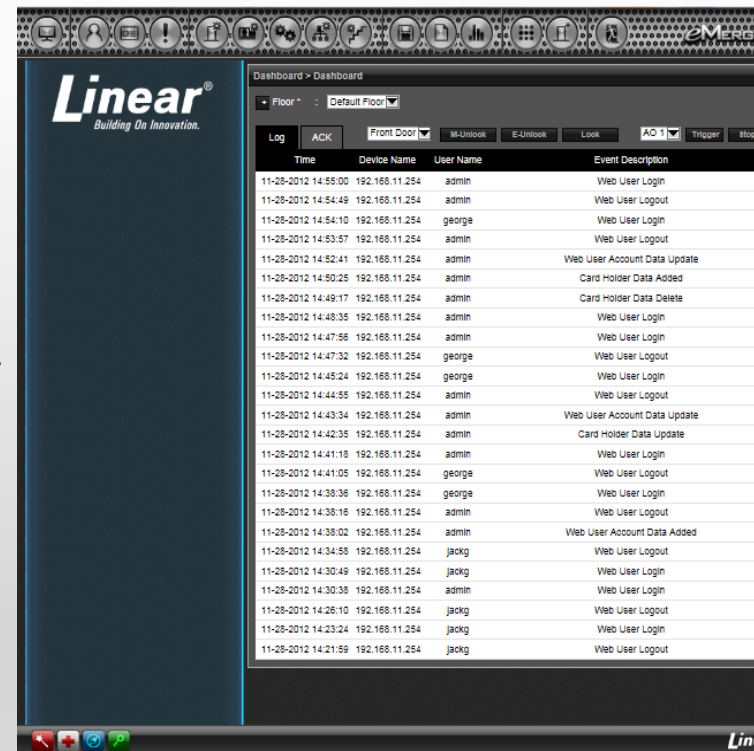 eMerg
Linear®
Building On Innovation.
Dashboard > Dashboard
+ Floor * : Default Floor
Log ACK Front Door M-Unlock E-Unlock Lock AO 1 Trigger Stop
Time Device Name User Name Event Description
11-28-2012 14:55:00 192.168.11.254 admin Web User Login
11-28-2012 14:54:49 192.168.11.254 admin Web User Logout
11-28-2012 14:54:10 192.168.11.254 george Web User Login
11-28-2012 14:53:57 192.168.11.254 admin Web User Logout
11-28-2012 14:52:41 192.168.11.254 admin Web User Account Data Update
11-28-2012 14:50:25 192.168.11.254 admin Card Holder Data Added
11-28-2012 14:49:17 192.168.11.254 admin Card Holder Data Delete
11-28-2012 14:48:35 192.168.11.254 admin Web User Login
11-28-2012 14:47:56 192.168.11.254 admin Web User Login
11-28-2012 14:47:32 192.168.11.254 george Web User Logout
11-28-2012 14:45:24 192.168.11.254 george Web User Login
11-28-2012 14:44:55 192.168.11.254 admin Web User Logout
11-28-2012 14:43:34 192.168.11.254 admin Web User Account Data Update
11-28-2012 14:42:35 192.168.11.254 admin Card Holder Data Update
11-28-2012 14:41:18 192.168.11.254 admin Web User Login
11-28-2012 14:41:05 192.168.11.254 george Web User Logout
11-28-2012 14:38:36 192.168.11.254 george Web User Login
11-28-2012 14:38:16 192.168.11.254 admin Web User Logout
11-28-2012 14:38:02 192.168.11.254 admin Web User Account Data Added
11-28-2012 14:34:58 192.168.11.254 jackg Web User Logout
11-28-2012 14:30:49 192.168.11.254 jackg Web User Login
11-28-2012 14:30:38 192.168.11.254 admin Web User Login
11-28-2012 14:26:10 192.168.11.254 jackg Web User Logout
11-28-2012 14:23:24 192.168.11.254 jackg Web User Login
11-28-2012 14:21:59 192.168.11.254 jackg Web User Logout
Lin